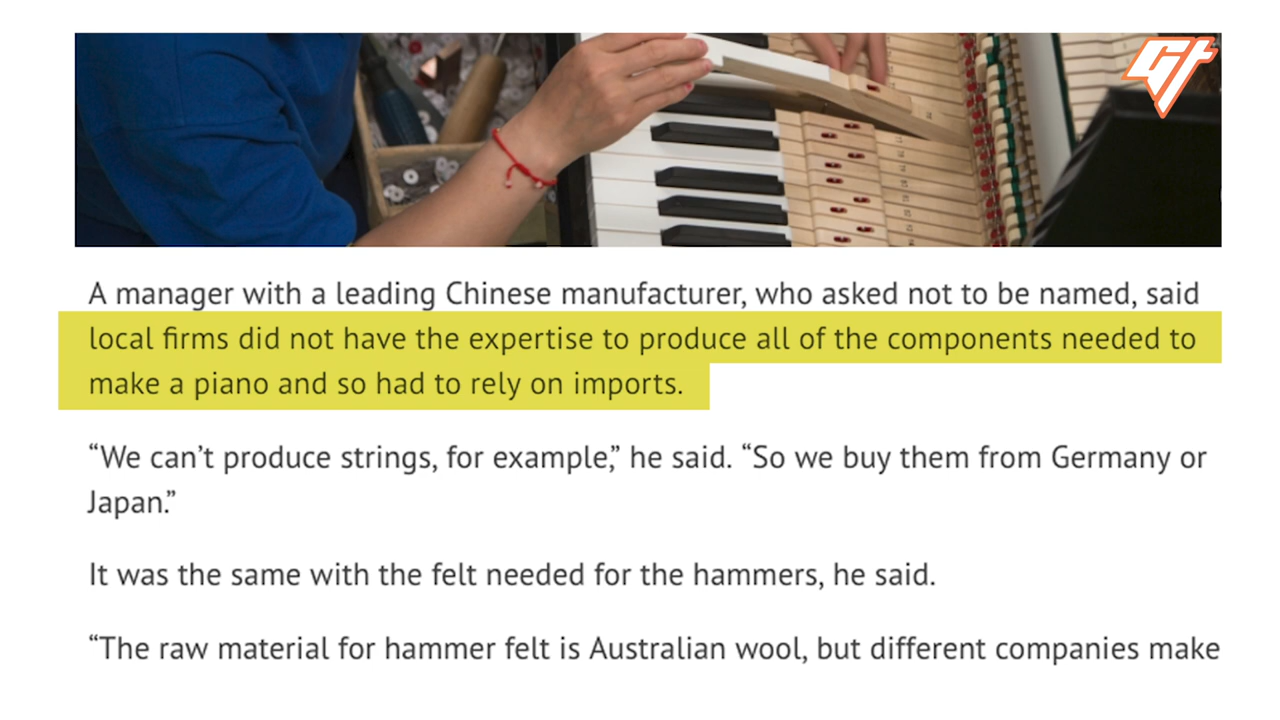 Gt
A manager with a leading Chinese manufacturer, who asked not to be named, said
local firms did not have the expertise to produce all of the components needed to
make a piano and so had to rely on imports.
“We can’t produce strings, for example,” he said. “So we buy them from Germany or
Japan.”
It was the same with the felt needed for the hammers, he said.
“The raw material for hammer felt is Australian wool, but different companies make